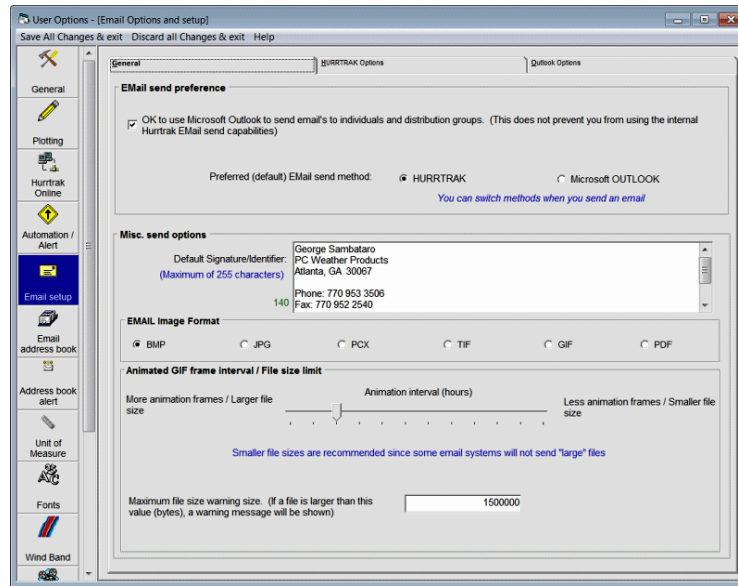 User Options - [Email Options and setup]
Save All Changes & exit Discard all Changes & exit Help
General
Plotting
Hurrtrak
Online
Automation /
Alert
Email setup
Email
address book
Address book
alert
Unit of
Measure
Fonts
Wind Band
General
HURRTRAK Options
Outlook Options
EMail send preference
OK to use Microsoft Outlook to send email's to individuals and distribution groups. (This does not prevent you from using the internal
Hurrtrak EMail send capabilities)
Preferred (default) EMail send method: HURRTRAK Microsoft OUTLOOK
You can switch methods when you send an email
Misc. send options
Default Signature/Identifier:
(Maximum of 255 characters)
140
George Sambataro
PC Weather Products
Atlanta, GA 30067
Phone: 770 953 3506
Fax: 770 952 2540
EMAIL Image Format
BMP JPG PCX TIF GIF PDF
Animated GIF frame interval / File size limit
More animation frames / Larger file
size
Animation interval (hours)
Less animation frames / Smaller file
size
Smaller file sizes are recommended since some email systems will not send "large" files
Maximum file size warning size. (If a file is larger than this
value (bytes), a warning message will be shown)
1500000